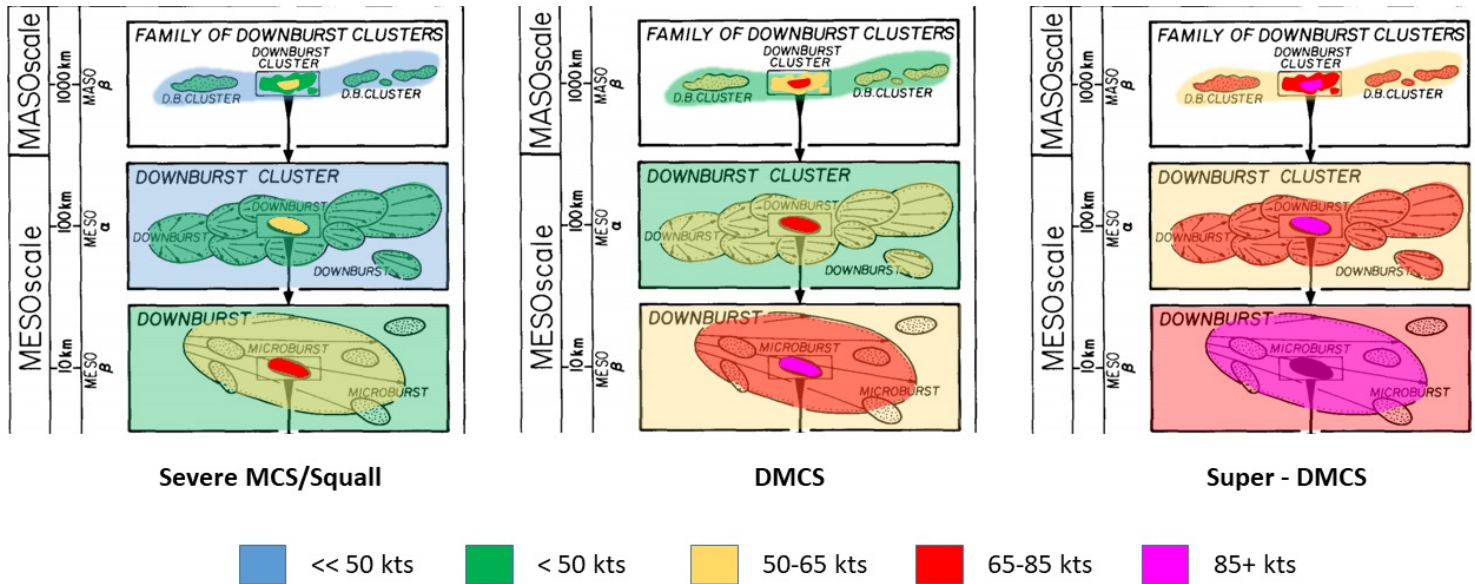 MASOscale
MESOscale
1000 km
MASO
β
100 km
MESO
α
10 km
MESO
β
FAMILY OF DOWNBURST CLUSTERS
DOWNBURST
CLUSTER
D.B. CLUSTER
D.B. CLUSTER
DOWNBURST CLUSTER
DOWNBURST
DOWNBURST
DOWNBURST
DOWNBURST
MICROBURST
MICROBURST
Severe MCS/Squall
MASOscale
MESOscale
1000 km
MASO
β
100 km
MESO
α
10 km
MESO
β
FAMILY OF DOWNBURST CLUSTERS
DOWNBURST
CLUSTER
D.B. CLUSTER
D.B. CLUSTER
DOWNBURST CLUSTER
DOWNBURST
DOWNBURST
DOWNBURST
DOWNBURST
MICROBURST
MICROBURST
DMCS
MASOscale
MESOscale
1000 km
MASO
β
100 km
MESO
α
10 km
MESO
β
FAMILY OF DOWNBURST CLUSTERS
DOWNBURST
CLUSTER
D.B. CLUSTER
D.B. CLUSTER
DOWNBURST CLUSTER
DOWNBURST
DOWNBURST
DOWNBURST
DOWNBURST
MICROBURST
MICROBURST
Super - DMCS
<< 50 kts
< 50 kts
50-65 kts
65-85 kts
85+ kts